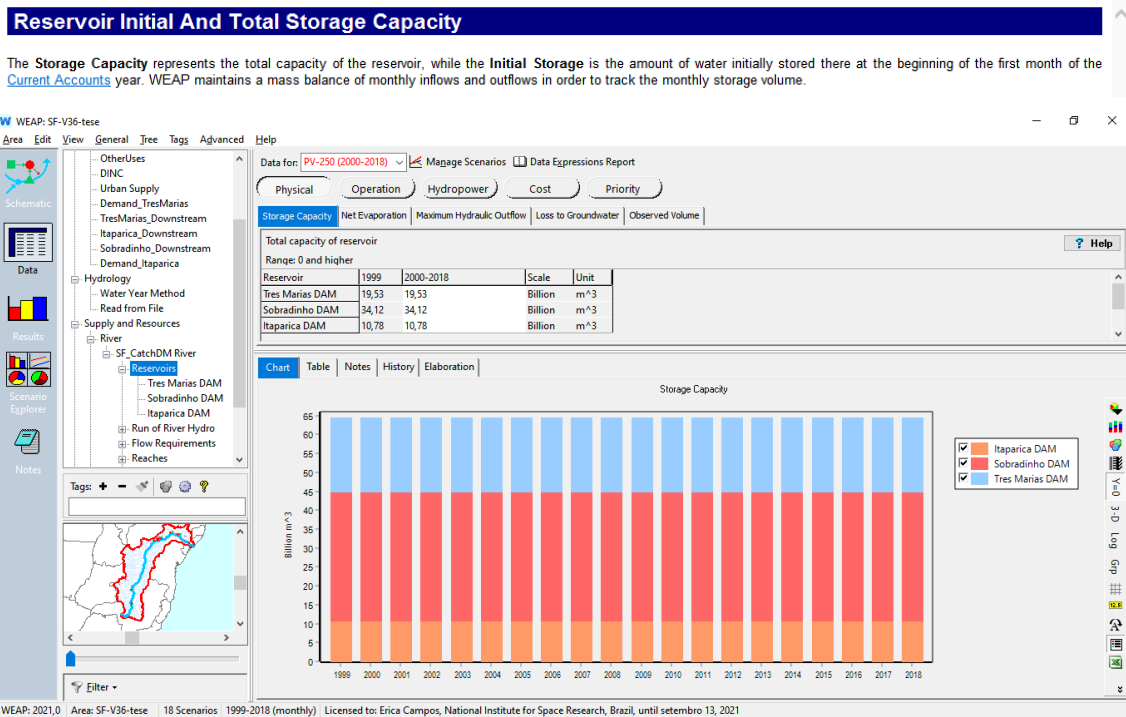 Reservoir Initial And Total Storage Capacity
The Storage Capacity represents the total capacity of the reservoir, while the Initial Storage is the amount of water initially stored there at the beginning of the first month of the
Current Accounts year. WEAP maintains a mass balance of monthly inflows and outflows in order to track the monthly storage volume.
W WEAP: SF-V36-tese
Area Edit View General Tree Tags Advanced Help
Schematic
Data
Results
Scenario
Explorer
Notes
OtherUses
DINC
Urban Supply
Demand_TresMarias
TresMarias_Downstream
Itaparica_Downstream
Sobradinho_Downstream
Demand_Itaparica
Hydrology
Water Year Method
Read from File
Supply and Resources
River
SF_CatchDM River
Reservoirs
Tres Marias DAM
Sobradinho DAM
Itaparica DAM
Run of River Hydro
Flow Requirements
Reaches
Tags:
Filter
Data for: PV-250 (2000-2018) Manage Scenarios Data Expressions Report
Physical Operation Hydropower Cost Priority
Storage Capacity Net Evaporation Maximum Hydraulic Outflow Loss to Groundwater Observed Volume
Total capacity of reservoir
? Help
Range: 0 and higher
Reservoir 1999 2000-2018 Scale Unit
Tres Marias DAM 19,53 19,53 Billion m^3
Sobradinho DAM 34,12 34,12 Billion m^3
Itaparica DAM 10,78 10,78 Billion m^3
Chart Table Notes History Elaboration
Storage Capacity
Billion m^3
65
60
55
50
45
40
35
30
25
20
15
10
5
0
1999 2000 2001 2002 2003 2004 2005 2006 2007 2008 2009 2010 2011 2012 2013 2014 2015 2016 2017 2018
Itaparica DAM
Sobradinho DAM
Tres Marias DAM
Y=0
3-D
Log
Grp
12.5
WEAP: 2021,0 Area: SF-V36-tese 18 Scenarios 1999-2018 (monthly) Licensed to: Erica Campos, National Institute for Space Research, Brazil, until setembro 13, 2021